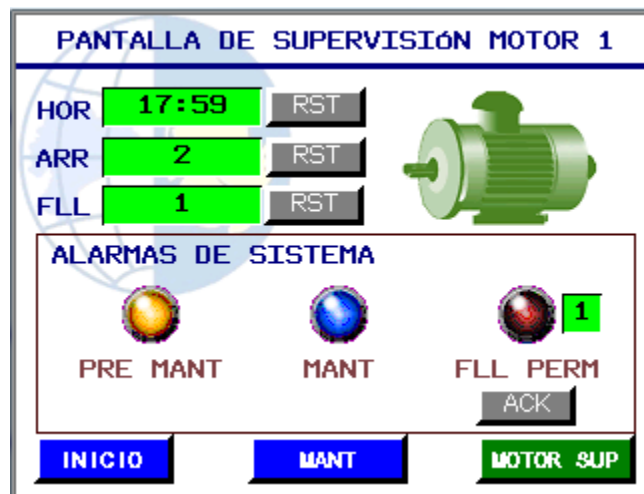 PANTALLA DE SUPERVISIóN MOTOR 1
HOR 17:59 RST
ARR 2 RST
FLL 1 RST
ALARMAS DE SISTEMA
1
PRE MANT MANT FLL PERM
ACK
INICIO MANT MOTOR SUP